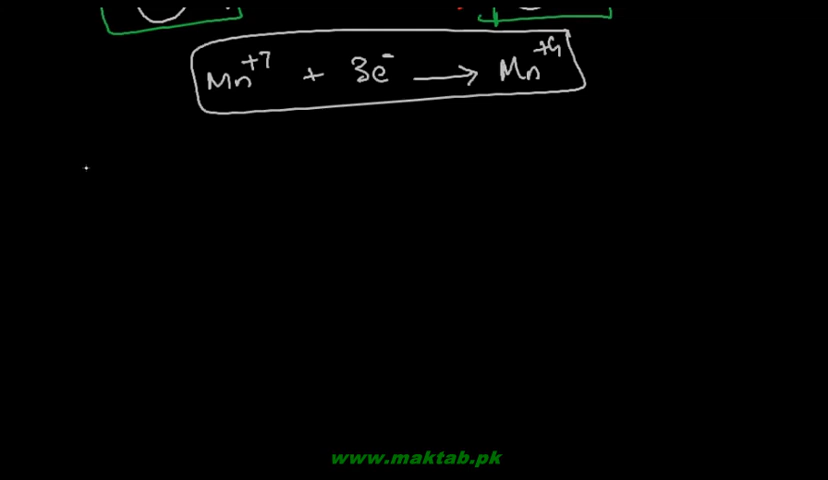 Mn⁺⁷ + 3e⁻ → Mn⁺⁴
www.maktab.pk